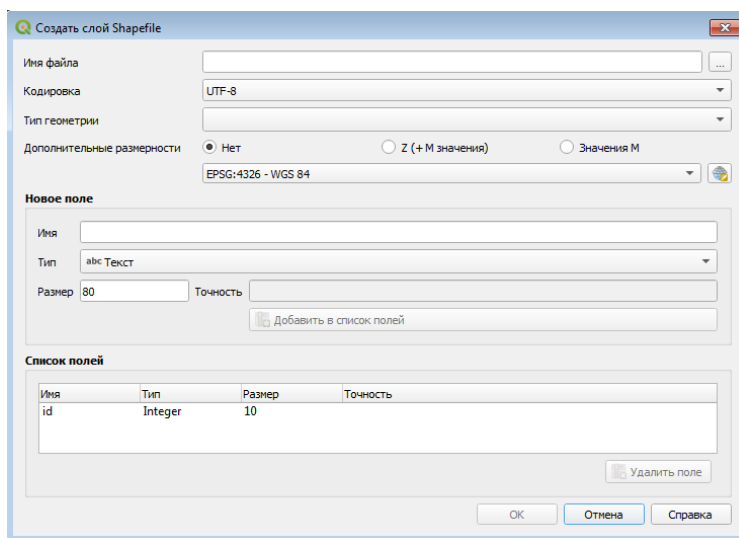 Создать слой Shapefile
Имя файла
...
Кодировка UTF-8
Тип геометрии
Дополнительные размерности Нет Z (+ M значения) Значения M
EPSG:4326 - WGS 84
Новое поле
Имя
Тип abc Текст
Размер 80 Точность
Добавить в список полей
Список полей
Имя Тип Размер Точность
id Integer 10
Удалить поле
OK Отмена Справка